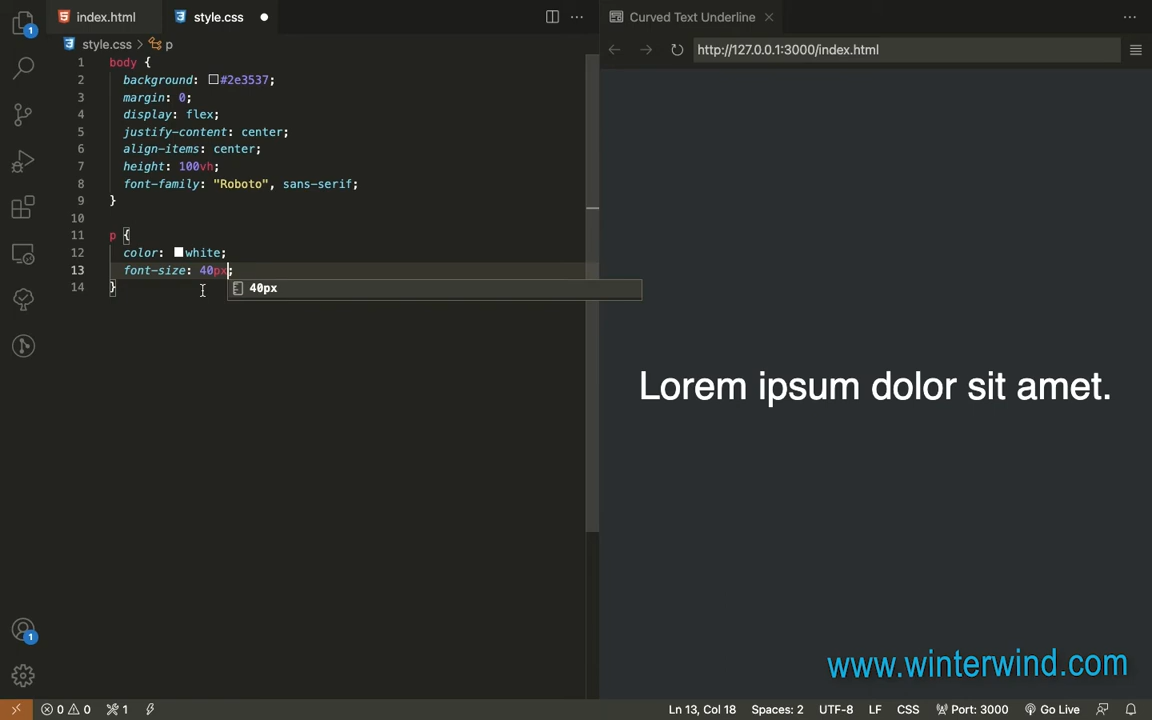 index.html
style.css
Curved Text Underline
style.css > p
http://127.0.0.1:3000/index.html
1 body {
2 background: #2e3537;
3 margin: 0;
4 display: flex;
5 justify-content: center;
6 align-items: center;
7 height: 100vh;
8 font-family: "Roboto", sans-serif;
9 }
10
11 p {
12 color: white;
13 font-size: 40px;
14 }
40px
Lorem ipsum dolor sit amet.
1
1
www.winterwind.com
0 0 1 Ln 13, Col 18 Spaces: 2 UTF-8 LF CSS Port: 3000 Go Live